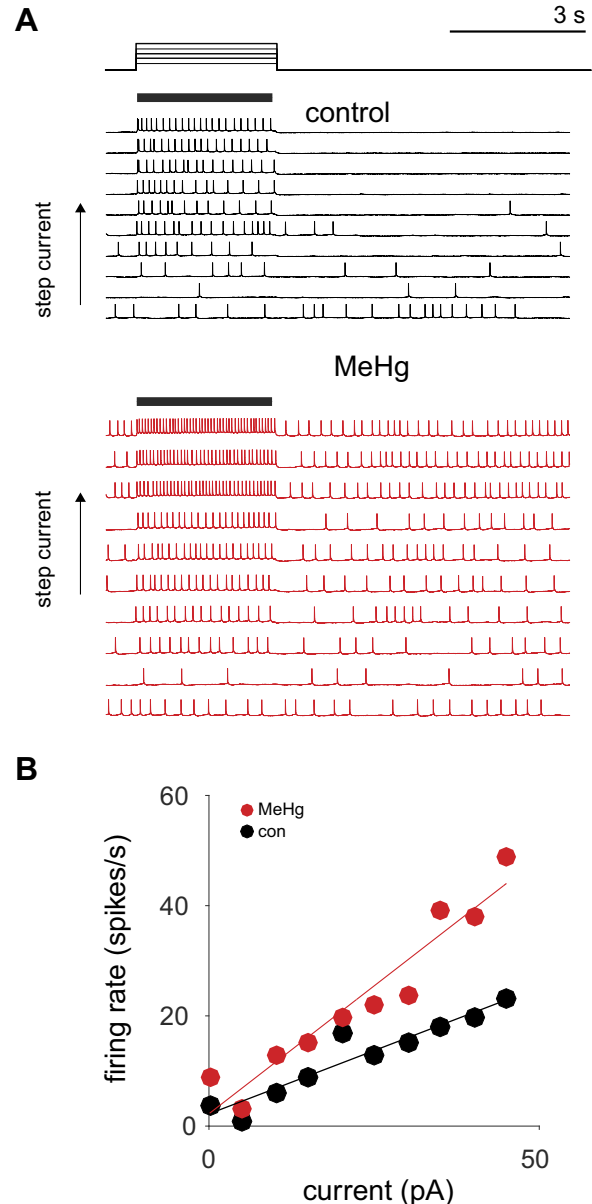 A
3 s
control
step current
MeHg
step current
B
60
MeHg
con
40
20
0
0
50
firing rate (spikes/s)
current (pA)